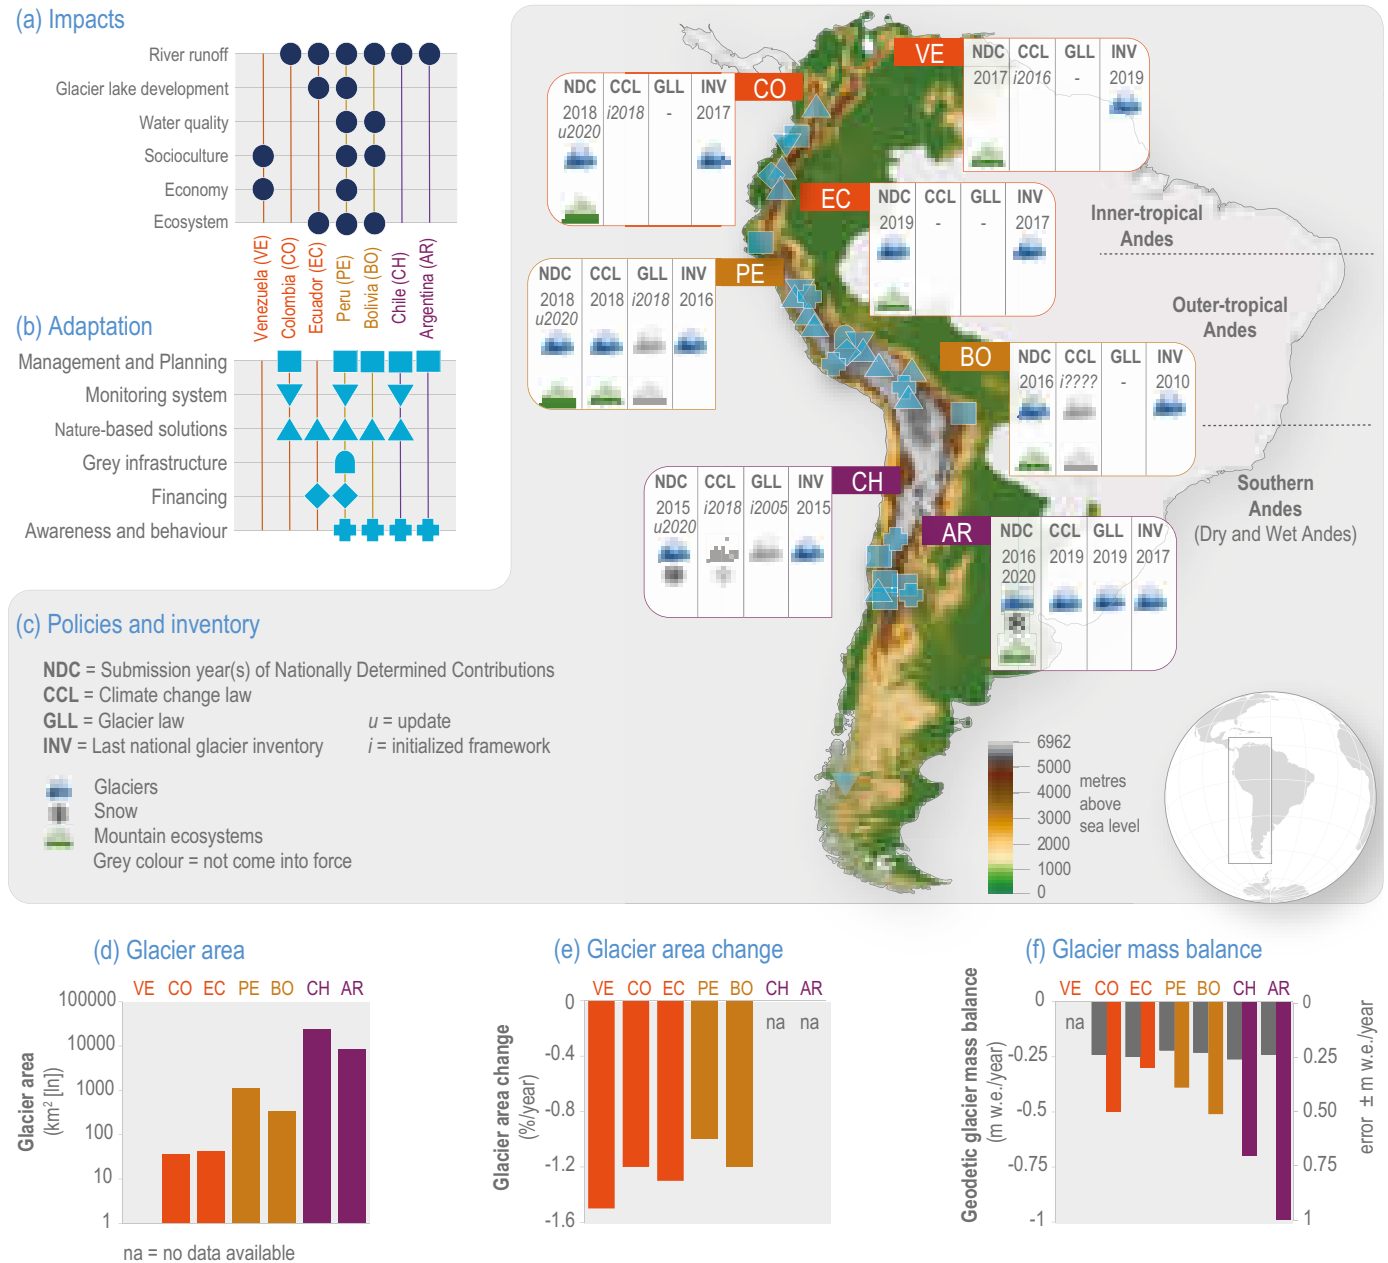 (a) Impacts
River runoff
Glacier lake development
Water quality
Socioculture
Economy
Ecosystem
Venezuela (VE)
Colombia (CO)
Ecuador (EC)
Peru (PE)
Bolivia (BO)
Chile (CH)
Argentina (AR)
(b) Adaptation
Management and Planning
Monitoring system
Nature-based solutions
Grey infrastructure
Financing
Awareness and behaviour
VE
NDC CCL GLL INV
2017 i2016 - 2019
CO
NDC CCL GLL INV
2018 i2018 - 2017
u2020
EC
NDC CCL GLL INV
2019 - - 2017
PE
NDC CCL GLL INV
2018 2018 i2018 2016
u2020
BO
NDC CCL GLL INV
2016 i???? - 2010
CH
NDC CCL GLL INV
2015 i2018 i2005 2015
u2020
AR
NDC CCL GLL INV
2016 2019 2019 2017
2020
Inner-tropical
Andes
Outer-tropical
Andes
Southern
Andes
(Dry and Wet Andes)
(c) Policies and inventory
NDC = Submission year(s) of Nationally Determined Contributions
CCL = Climate change law
GLL = Glacier law u = update
INV = Last national glacier inventory i = initialized framework
Glaciers
Snow
Mountain ecosystems
Grey colour = not come into force
6962
5000
4000
3000
2000
1000
0
metres
above
sea level
(d) Glacier area
VE CO EC PE BO CH AR
100000
10000
1000
100
10
1
Glacier area
(km² [ln])
na = no data available
(e) Glacier area change
VE CO EC PE BO CH AR
0
-0.4
-0.8
-1.2
-1.6
na na
Glacier area change
(%/year)
(f) Glacier mass balance
VE CO EC PE BO CH AR
0
-0.25
-0.5
-0.75
-1
na
Geodetic glacier mass balance
(m w.e./year)
0
0.25
0.50
0.75
1
error ± m w.e./year